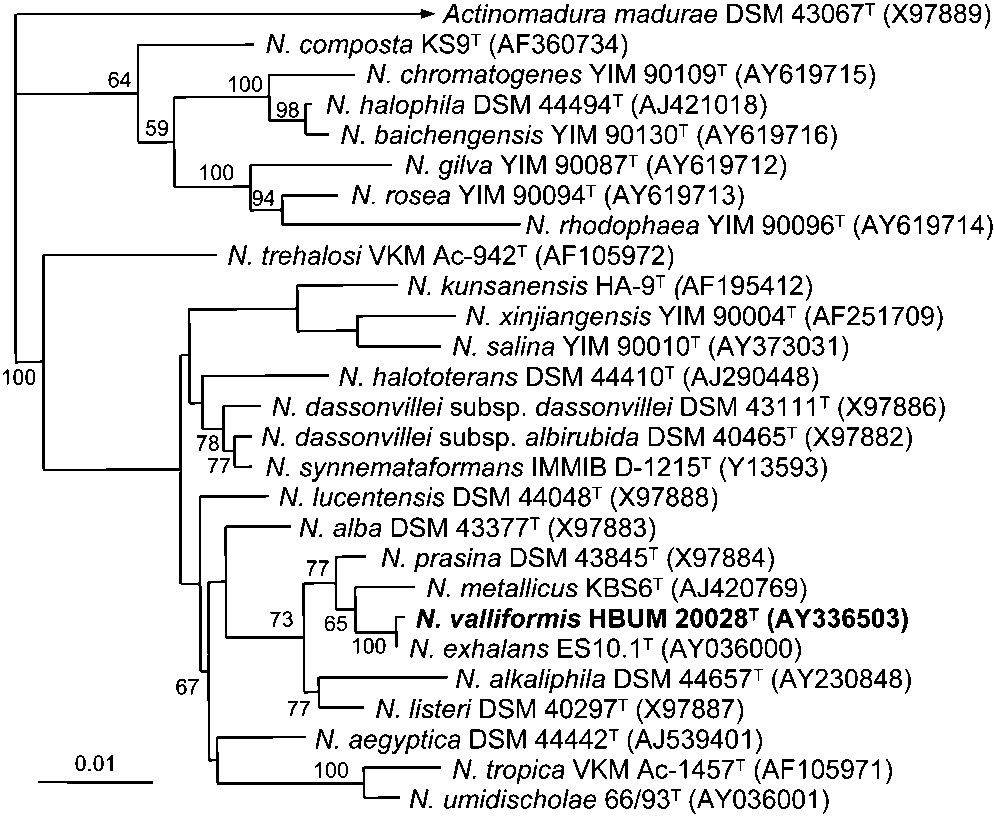 Actinomadura madurae DSM 43067ᵀ (X97889)
N. composta KS9ᵀ (AF360734)
64
N. chromatogenes YIM 90109ᵀ (AY619715)
100
N. halophila DSM 44494ᵀ (AJ421018)
98
N. baichengensis YIM 90130ᵀ (AY619716)
59
N. gilva YIM 90087ᵀ (AY619712)
100
N. rosea YIM 90094ᵀ (AY619713)
94
N. rhodophaea YIM 90096ᵀ (AY619714)
N. trehalosi VKM Ac-942ᵀ (AF105972)
N. kunsanensis HA-9ᵀ (AF195412)
N. xinjiangensis YIM 90004ᵀ (AF251709)
N. salina YIM 90010ᵀ (AY373031)
100
N. halototerans DSM 44410ᵀ (AJ290448)
N. dassonvillei subsp. dassonvillei DSM 43111ᵀ (X97886)
78
N. dassonvillei subsp. albirubida DSM 40465ᵀ (X97882)
77
N. synnemataformans IMMIB D-1215ᵀ (Y13593)
N. lucentensis DSM 44048ᵀ (X97888)
N. alba DSM 43377ᵀ (X97883)
N. prasina DSM 43845ᵀ (X97884)
77
N. metallicus KBS6ᵀ (AJ420769)
73
65
N. valliformis HBUM 20028ᵀ (AY336503)
100
N. exhalans ES10.1ᵀ (AY036000)
N. alkaliphila DSM 44657ᵀ (AY230848)
67
77
N. listeri DSM 40297ᵀ (X97887)
N. aegyptica DSM 44442ᵀ (AJ539401)
0.01
100
N. tropica VKM Ac-1457ᵀ (AF105971)
N. umidischolae 66/93ᵀ (AY036001)